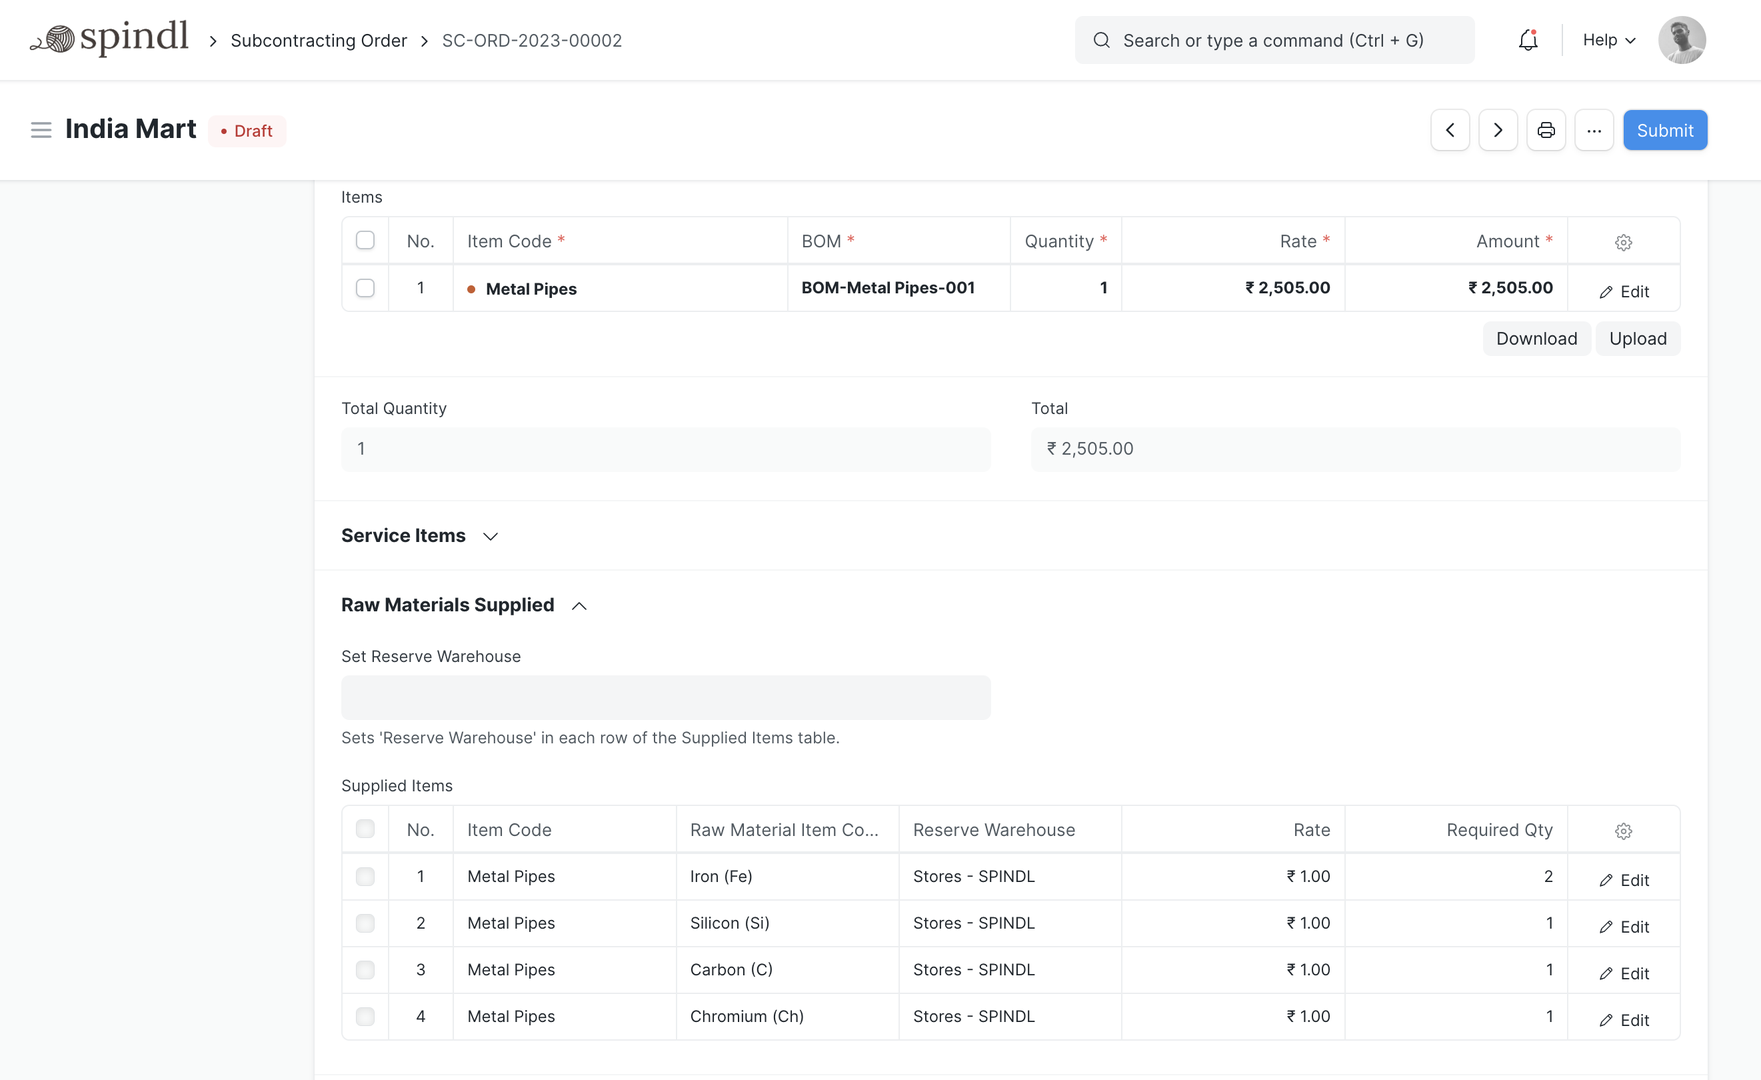 spindl > Subcontracting Order > SC-ORD-2023-00002
Search or type a command (Ctrl + G)
Help
India Mart
• Draft
...
Submit
Items
No. Item Code * BOM * Quantity * Rate * Amount *
1 Metal Pipes BOM-Metal Pipes-001 1 ₹ 2,505.00 ₹ 2,505.00 Edit
Download Upload
Total Quantity
1
Total
₹ 2,505.00
Service Items
Raw Materials Supplied
Set Reserve Warehouse
Sets 'Reserve Warehouse' in each row of the Supplied Items table.
Supplied Items
No. Item Code Raw Material Item Co... Reserve Warehouse Rate Required Qty
1 Metal Pipes Iron (Fe) Stores - SPINDL ₹ 1.00 2 Edit
2 Metal Pipes Silicon (Si) Stores - SPINDL ₹ 1.00 1 Edit
3 Metal Pipes Carbon (C) Stores - SPINDL ₹ 1.00 1 Edit
4 Metal Pipes Chromium (Ch) Stores - SPINDL ₹ 1.00 1 Edit